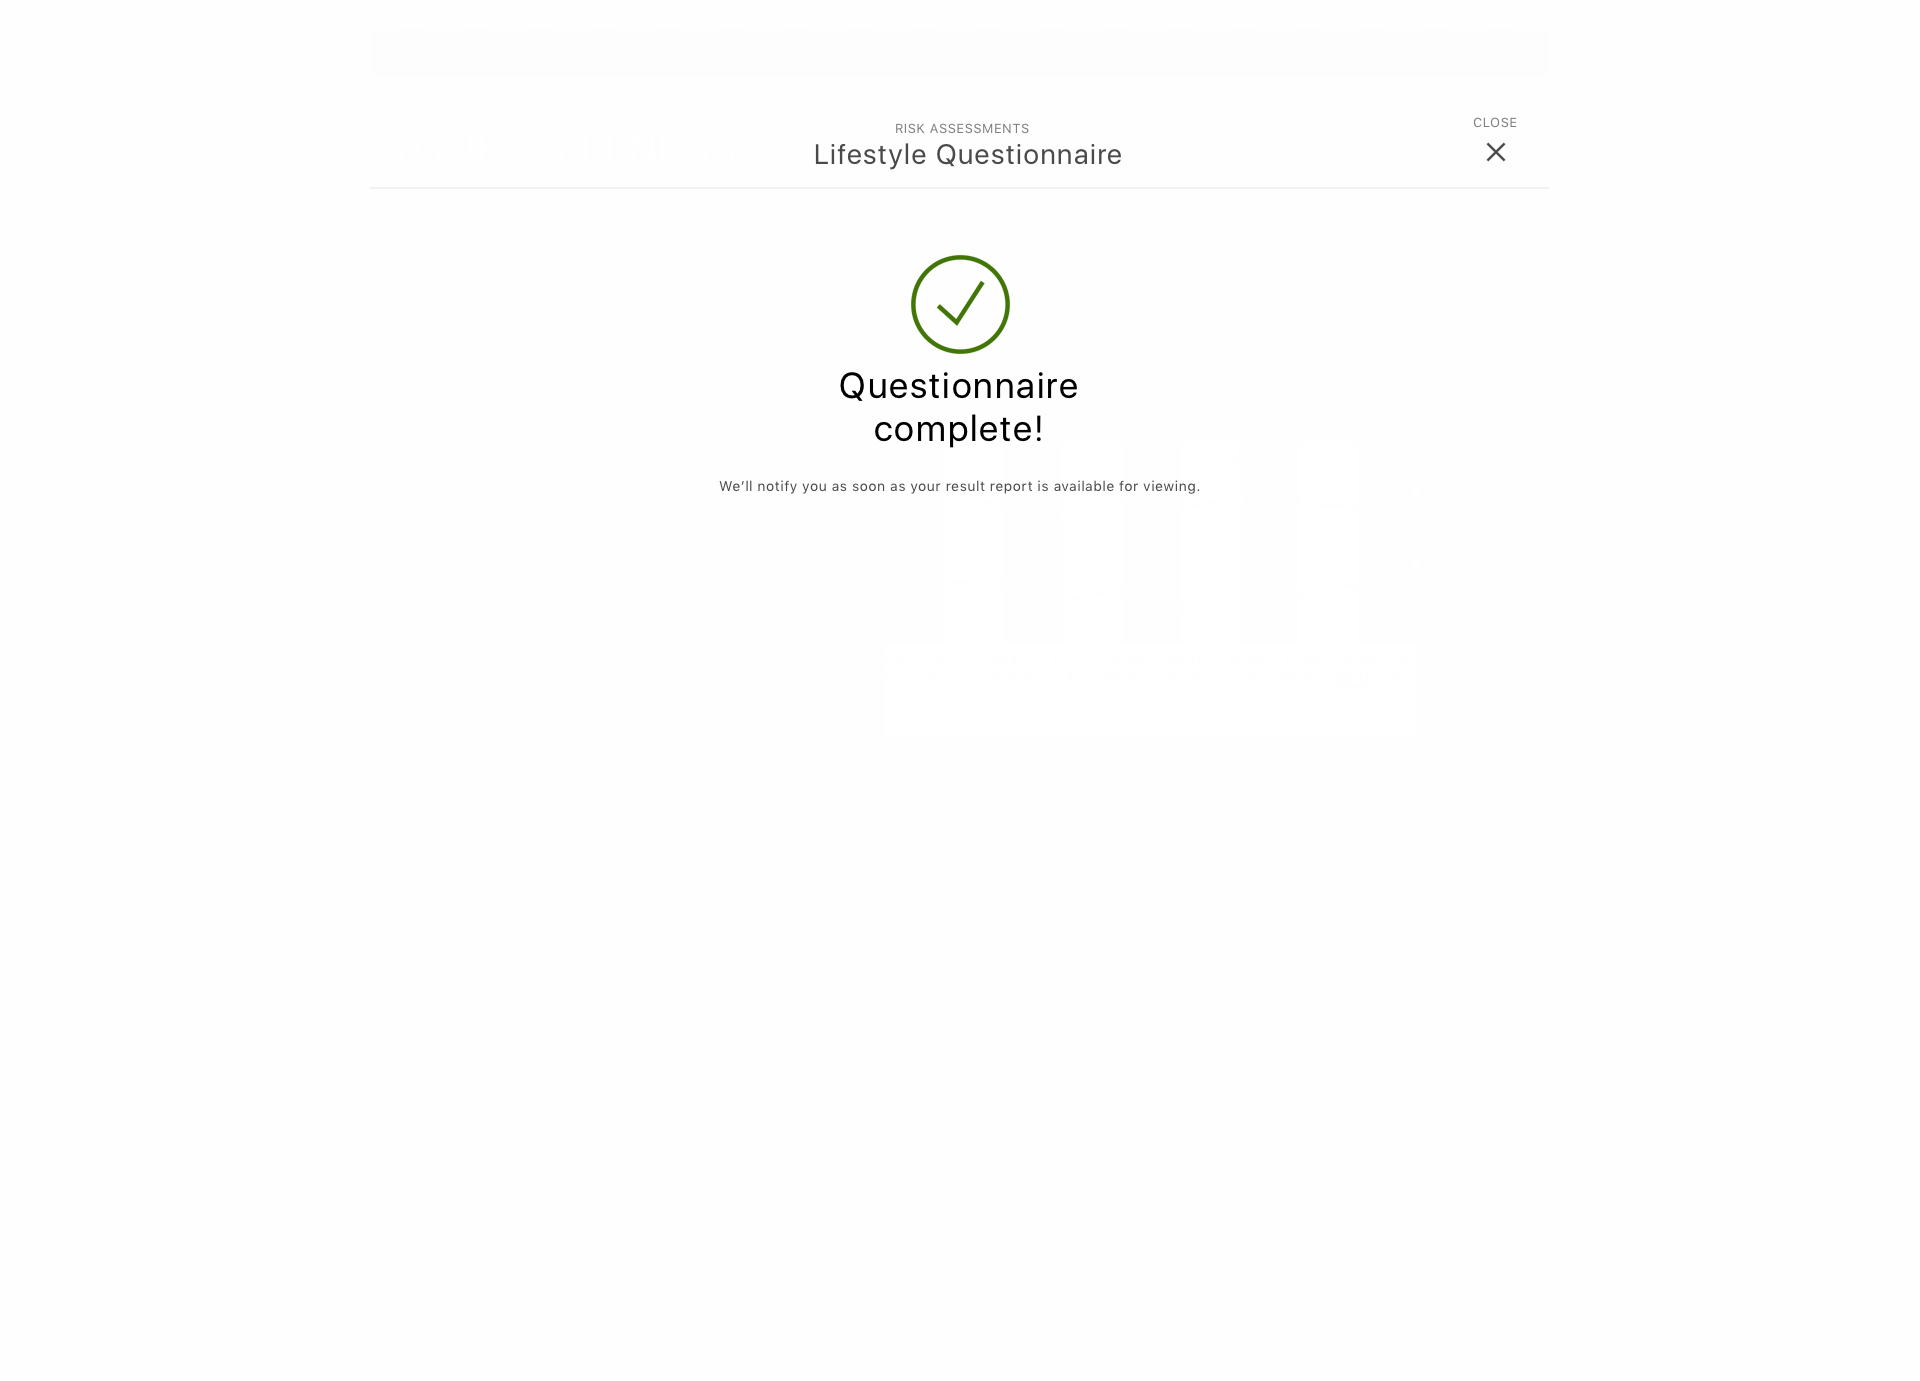 RISK ASSESSMENTS
Lifestyle Questionnaire
CLOSE
Questionnaire
complete!
We’ll notify you as soon as your result report is available for viewing.